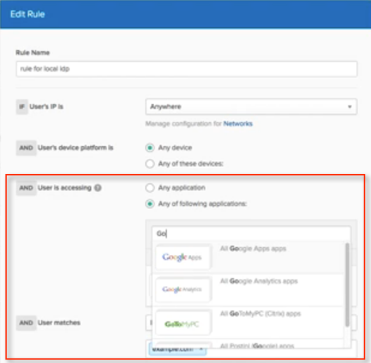 Edit Rule
Rule Name
rule for local idp
IF User's IP is
Anywhere
Manage configuration for Networks
AND User's device platform is
Any device
Any of these devices:
AND User is accessing
Any application
Any of following applications:
Go
Google Apps
All Google Apps apps
Google Analytics
All Google Analytics apps
GoToMyPC
All GoToMyPC (Citrix) apps
AND User matches
example.com
(Google) apps